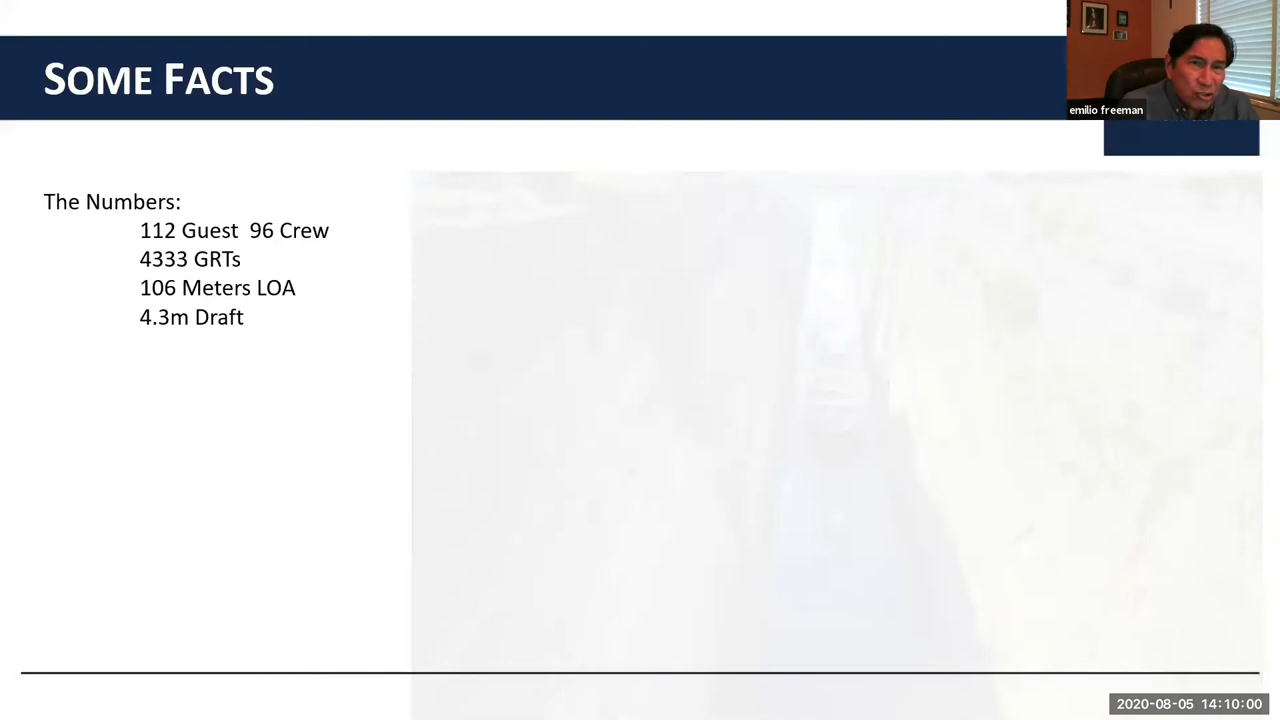 SOME FACTS
emilio freeman
The Numbers:
112 Guest 96 Crew
4333 GRTs
106 Meters LOA
4.3m Draft
2020-08-05 14:10:00